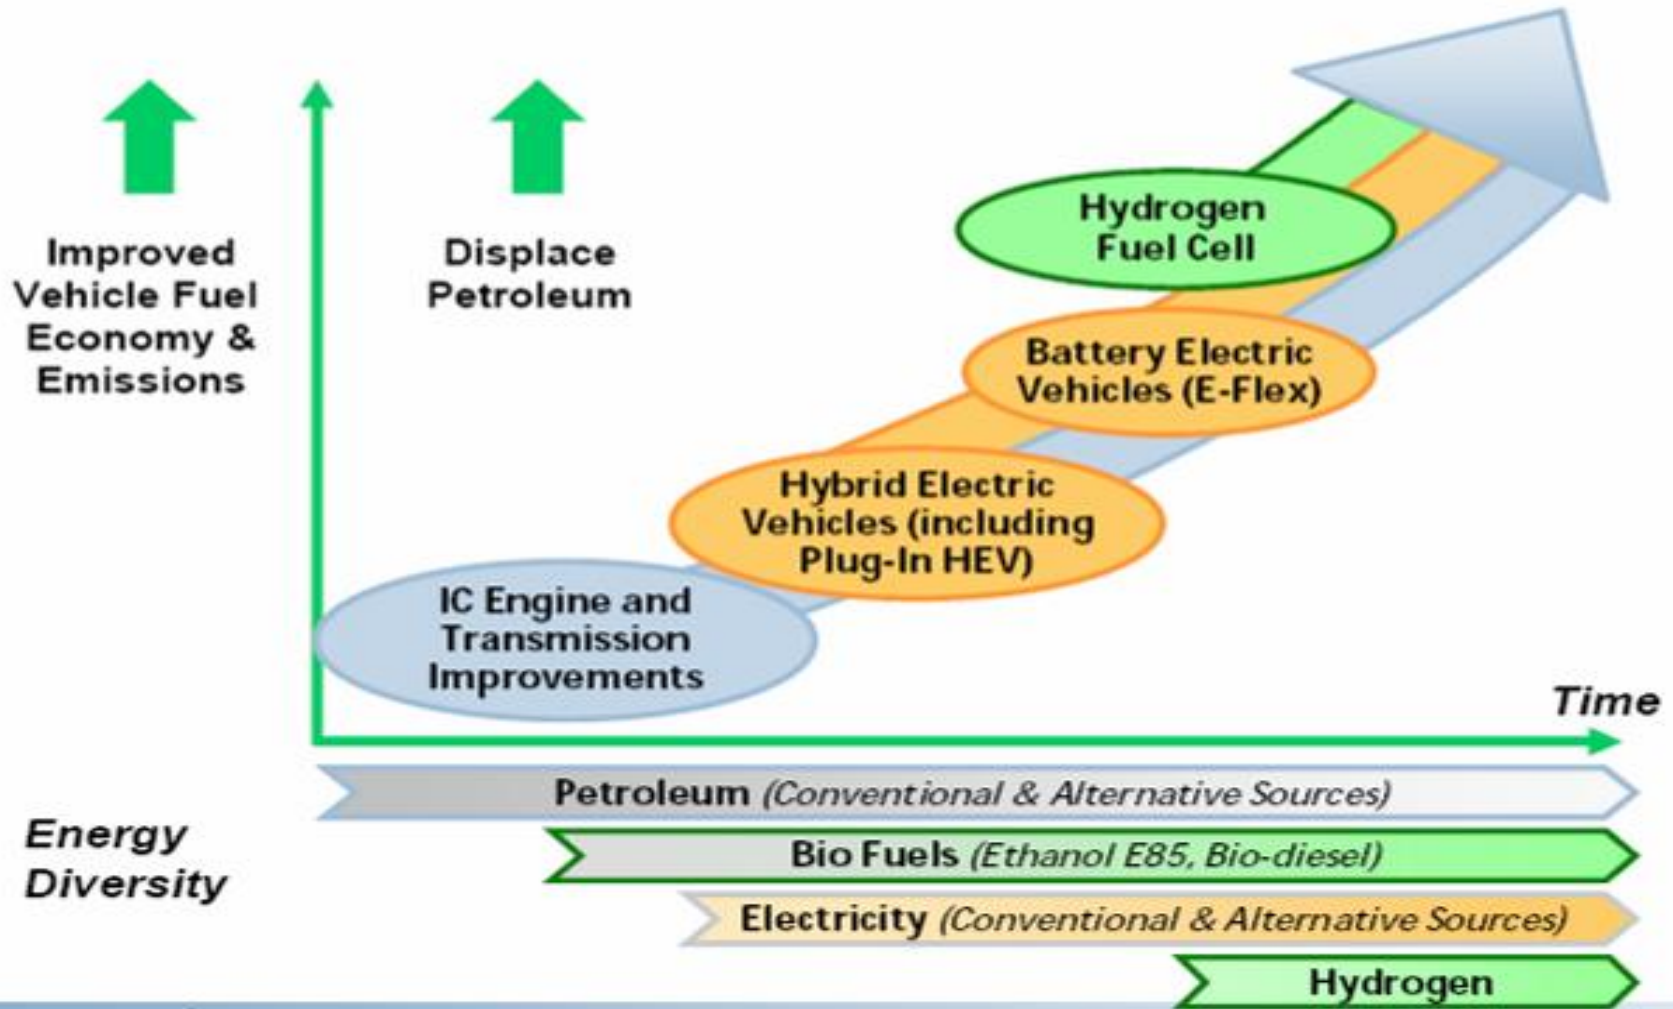 Improved
Vehicle Fuel
Economy &
Emissions
Displace
Petroleum
Hydrogen
Fuel Cell
Battery Electric
Vehicles (E-Flex)
Hybrid Electric
Vehicles (including
Plug-In HEV)
IC Engine and
Transmission
Improvements
Time
Energy
Diversity
Petroleum (Conventional & Alternative Sources)
Bio Fuels (Ethanol E85, Bio-diesel)
Electricity (Conventional & Alternative Sources)
Hydrogen